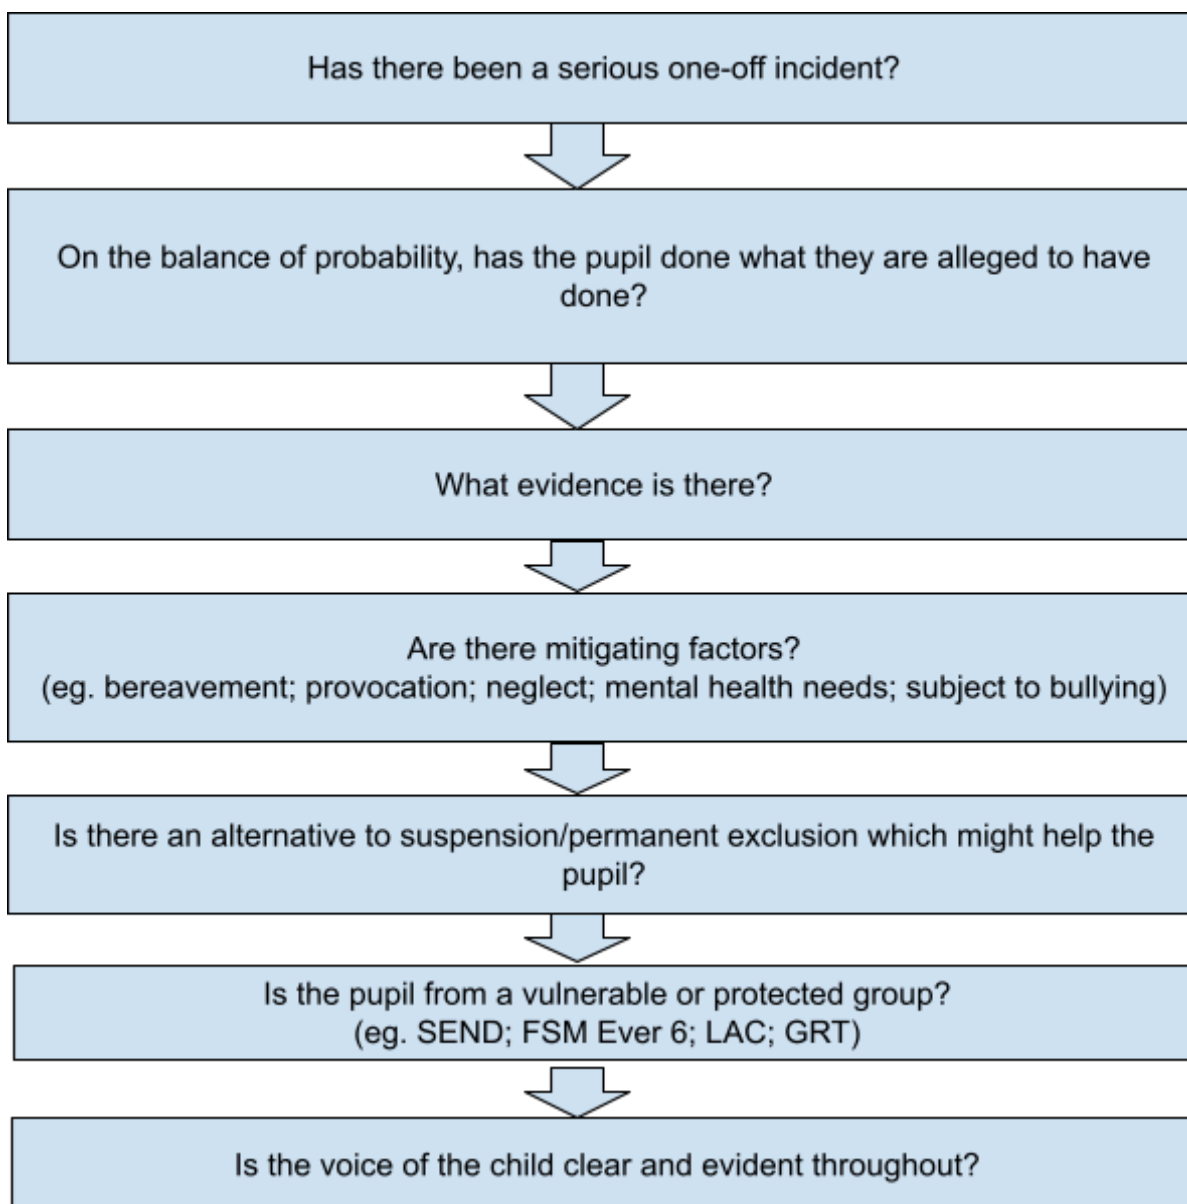 Has there been a serious one-off incident?
On the balance of probability, has the pupil done what they are alleged to have
done?
What evidence is there?
Are there mitigating factors?
(eg. bereavement; provocation; neglect; mental health needs; subject to bullying)
Is there an alternative to suspension/permanent exclusion which might help the
pupil?
Is the pupil from a vulnerable or protected group?
(eg. SEND; FSM Ever 6; LAC; GRT)
Is the voice of the child clear and evident throughout?